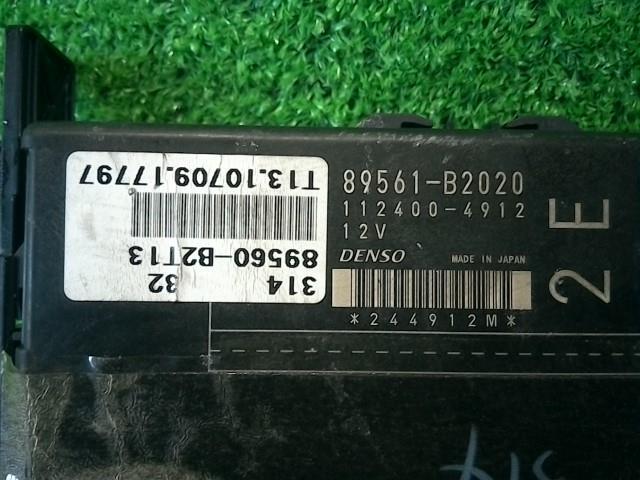 314 32
89560-B2T13
T13.10709.17797
89561-B2020
112400-4912
12V
DENSO MADE IN JAPAN
*244912M*
2E